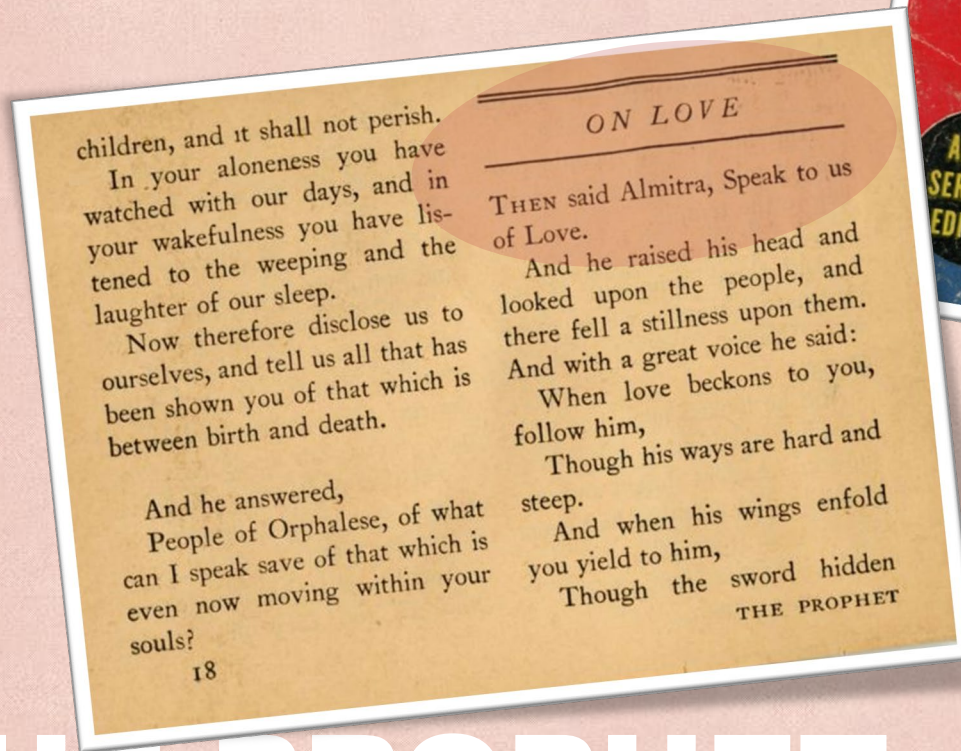 children, and it shall not perish.
In your aloneness you have
watched with our days, and in
your wakefulness you have lis-
tened to the weeping and the
laughter of our sleep.
Now therefore disclose us to
ourselves, and tell us all that has
been shown you of that which is
between birth and death.
And he answered,
People of Orphalese, of what
can I speak save of that which is
even now moving within your
souls?
18
ON LOVE
THEN said Almitra, Speak to us
of Love.
And he raised his head and
looked upon the people, and
there fell a stillness upon them.
And with a great voice he said:
When love beckons to you,
follow him,
Though his ways are hard and
steep.
And when his wings enfold
you yield to him,
Though the sword hidden
THE PROPHET